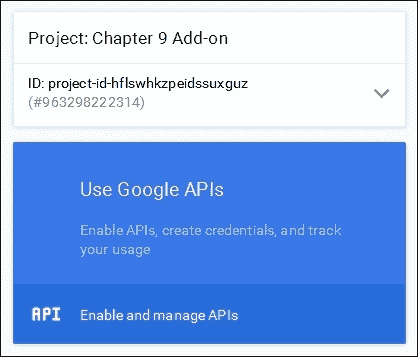 Project: Chapter 9 Add-on
ID: project-id-hflswhkzpeidssuxguz
(#963298222314)
Use Google APIs
Enable APIs, create credentials, and track
your usage
API Enable and manage APIs